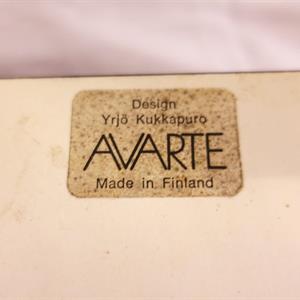 Design
Yrjö Kukkapuro
AVARTE
Made in Finland